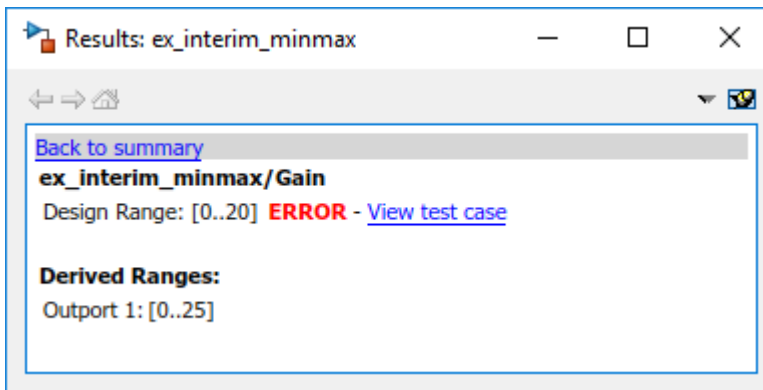 Results: ex_interim_minmax
Back to summary
ex_interim_minmax/Gain
Design Range: [0..20] ERROR - View test case
Derived Ranges:
Outport 1: [0..25]